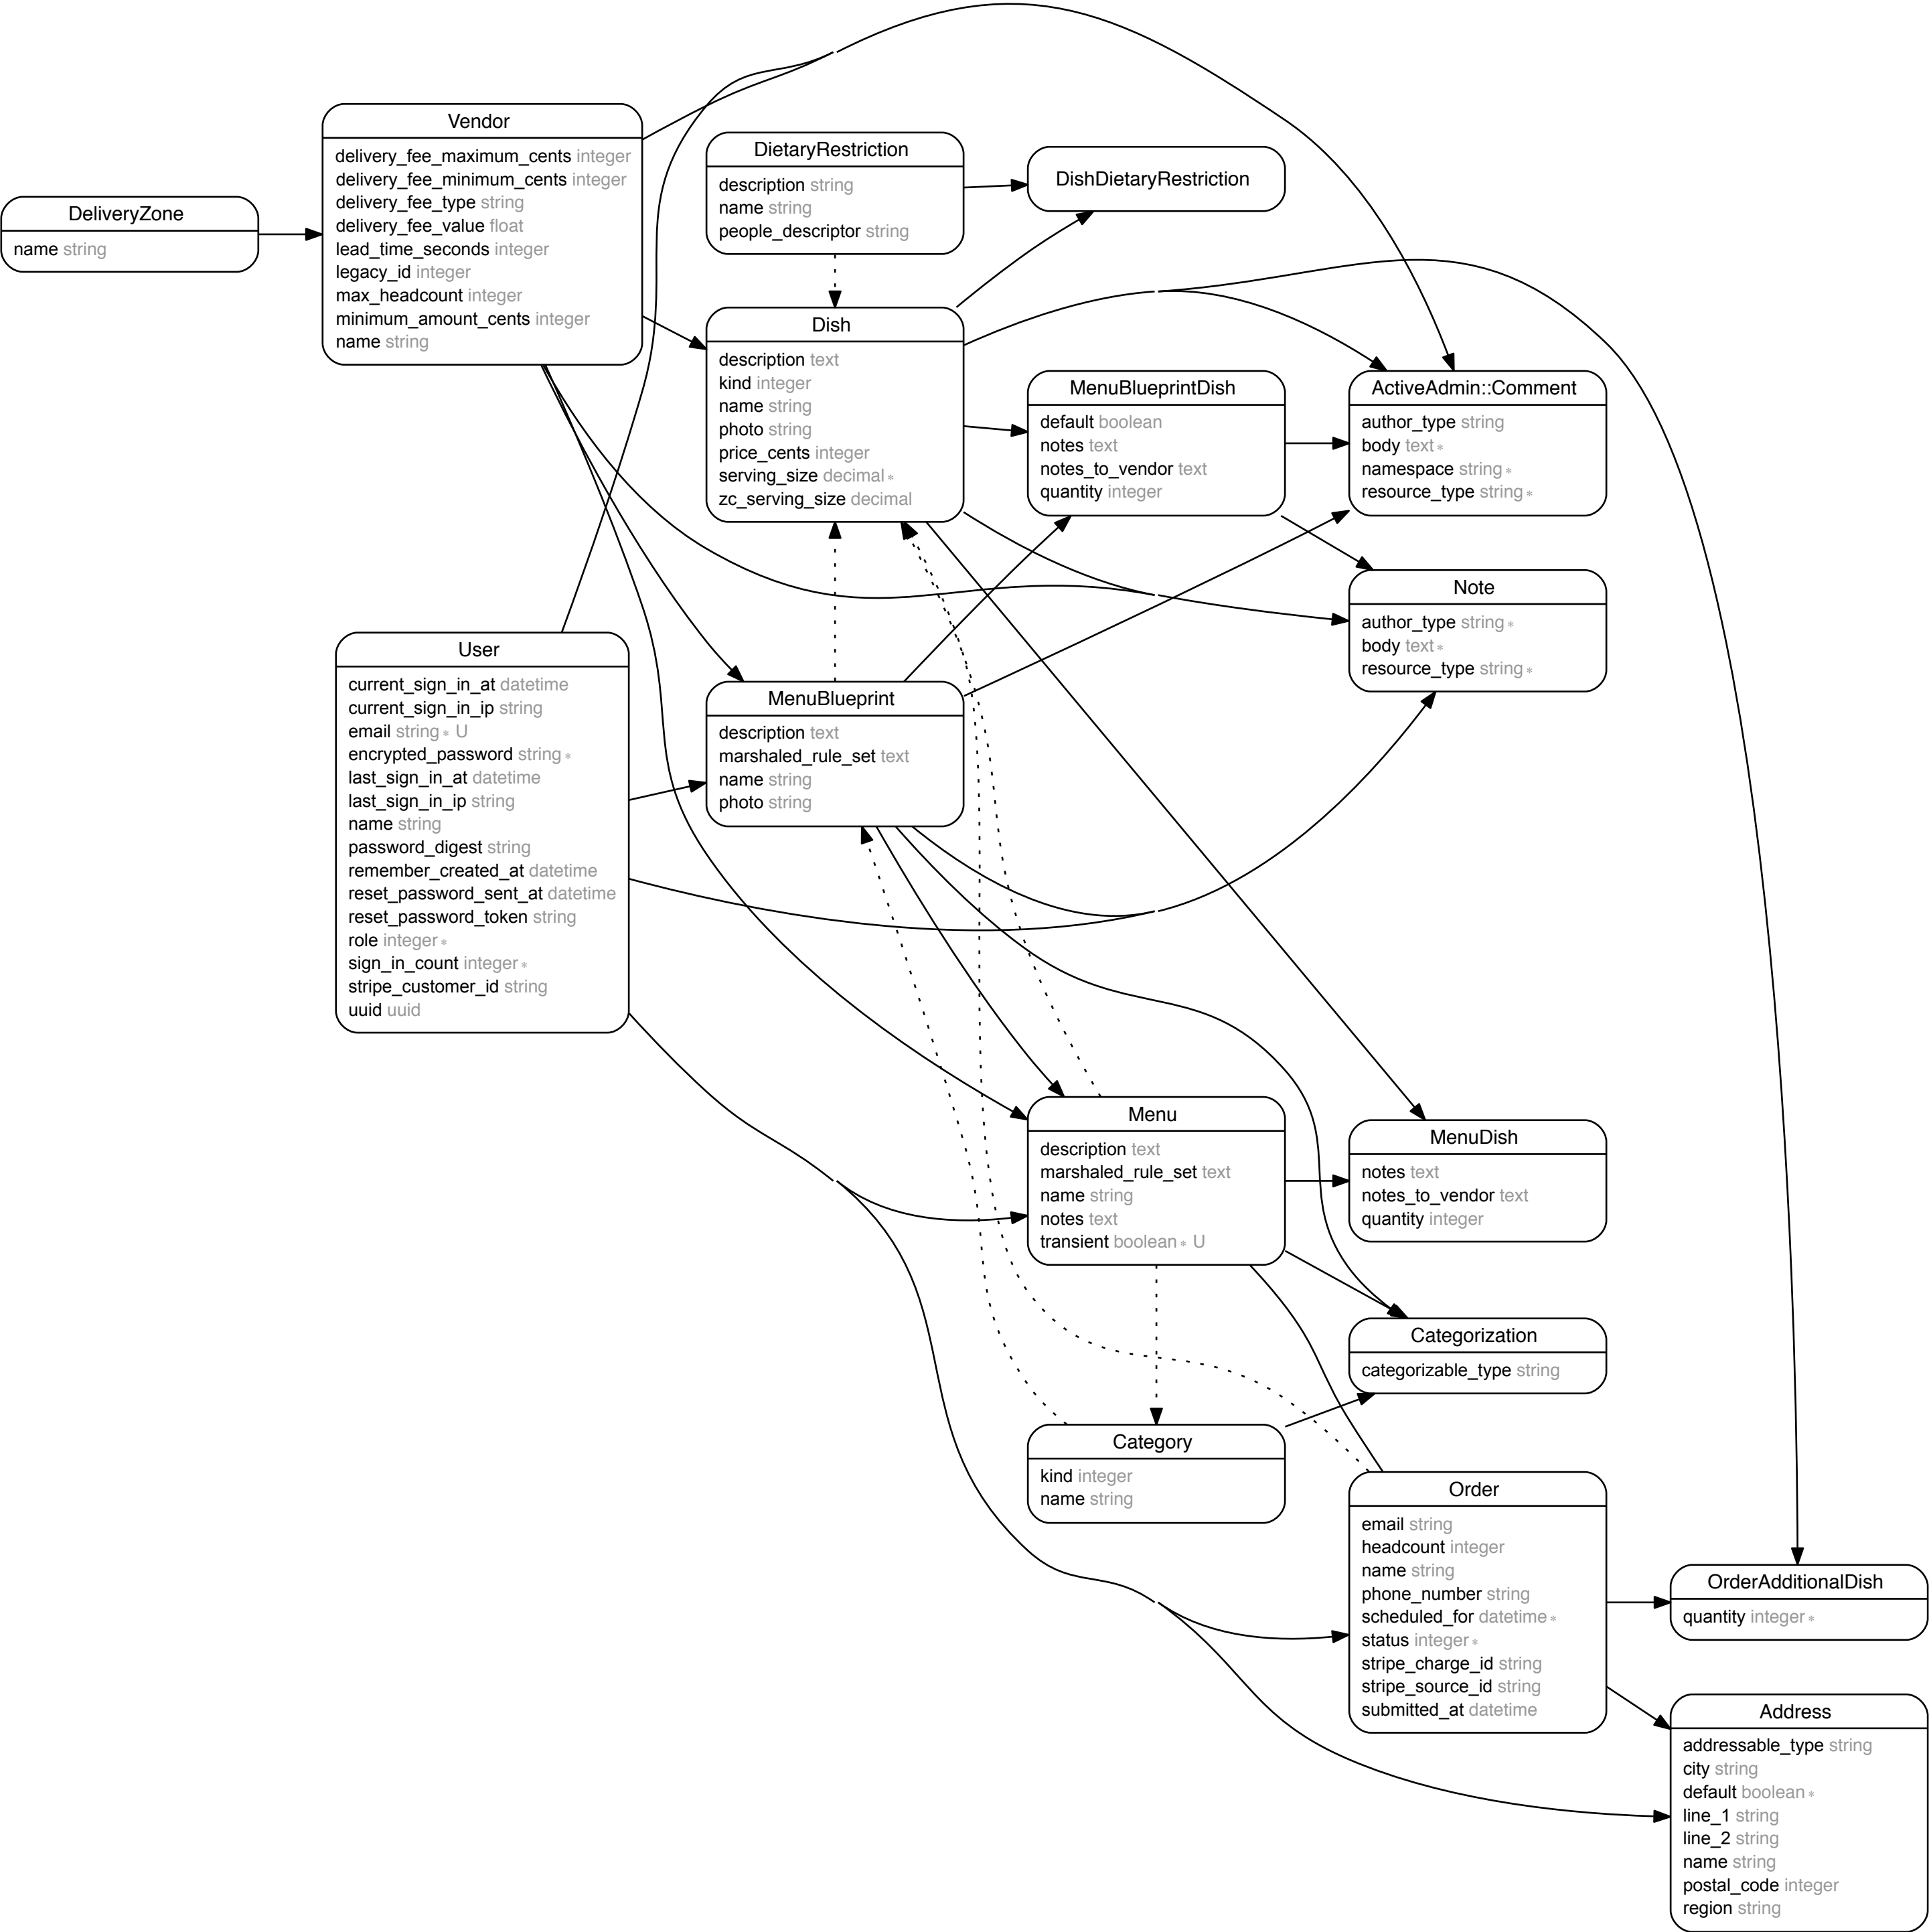 DeliveryZone
name string
Vendor
delivery_fee_maximum_cents integer
delivery_fee_minimum_cents integer
delivery_fee_type string
delivery_fee_value float
lead_time_seconds integer
legacy_id integer
max_headcount integer
minimum_amount_cents integer
name string
User
current_sign_in_at datetime
current_sign_in_ip string
email string* U
encrypted_password string*
last_sign_in_at datetime
last_sign_in_ip string
name string
password_digest string
remember_created_at datetime
reset_password_sent_at datetime
reset_password_token string
role integer*
sign_in_count integer*
stripe_customer_id string
uuid uuid
DietaryRestriction
description string
name string
people_descriptor string
Dish
description text
kind integer
name string
photo string
price_cents integer
serving_size decimal*
zc_serving_size decimal
MenuBlueprint
description text
marshaled_rule_set text
name string
photo string
DishDietaryRestriction
MenuBlueprintDish
default boolean
notes text
notes_to_vendor text
quantity integer
Menu
description text
marshaled_rule_set text
name string
notes text
transient boolean* U
Category
kind integer
name string
ActiveAdmin::Comment
author_type string
body text*
namespace string*
resource_type string*
Note
author_type string*
body text*
resource_type string*
MenuDish
notes text
notes_to_vendor text
quantity integer
Categorization
categorizable_type string
Order
email string
headcount integer
name string
phone_number string
scheduled_for datetime*
status integer*
stripe_charge_id string
stripe_source_id string
submitted_at datetime
OrderAdditionalDish
quantity integer*
Address
addressable_type string
city string
default boolean*
line_1 string
line_2 string
name string
postal_code integer
region string